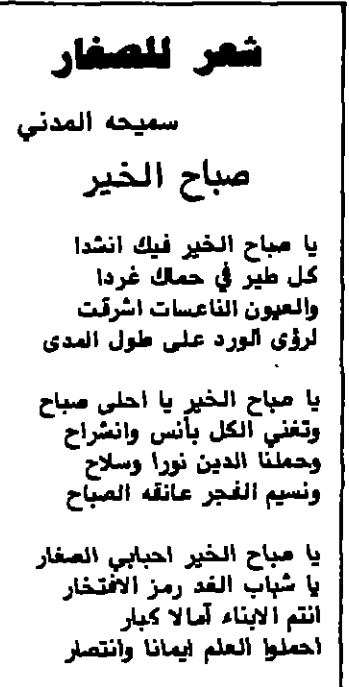 شعر للصغار
سميحه المدني
صباح الخير
يا صباح الخير فيك انشدا
كل طير في حماك غردا
والعيون الناعسات اشرقت
لرؤى الورد على طول المدى
يا صباح الخير يا احلى صباح
وتغني الكل بأنس وانشراح
وحملنا الدين نورا وسلاح
ونسيم الفجر عانقه الصباح
يا صباح الخير احبابي الصغار
يا شباب الغد رمز الافتخار
انتم الابناء آمالا كبار
احملوا العلم ايمانا وانتصار